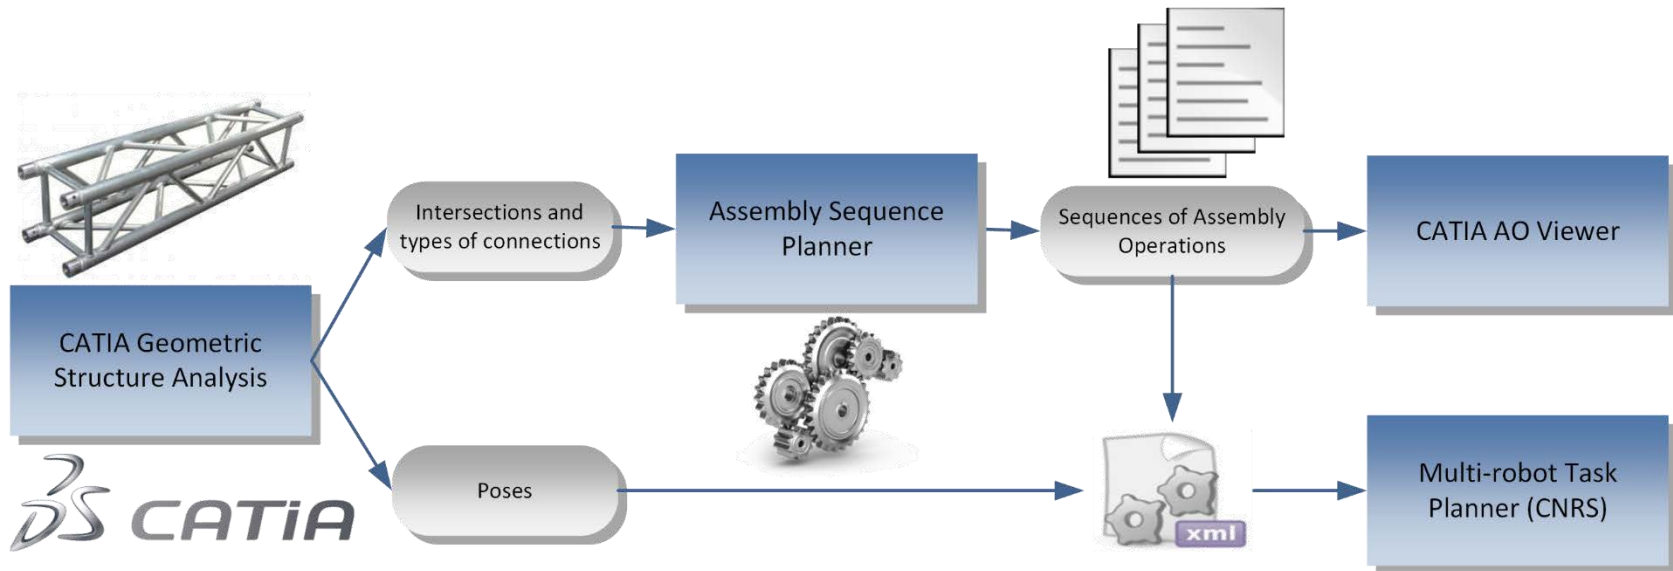 CATIA Geometric
Structure Analysis
DS CATIA
Intersections and
types of connections
Poses
Assembly Sequence
Planner
Sequences of Assembly
Operations
xml
CATIA AO Viewer
Multi-robot Task
Planner (CNRS)